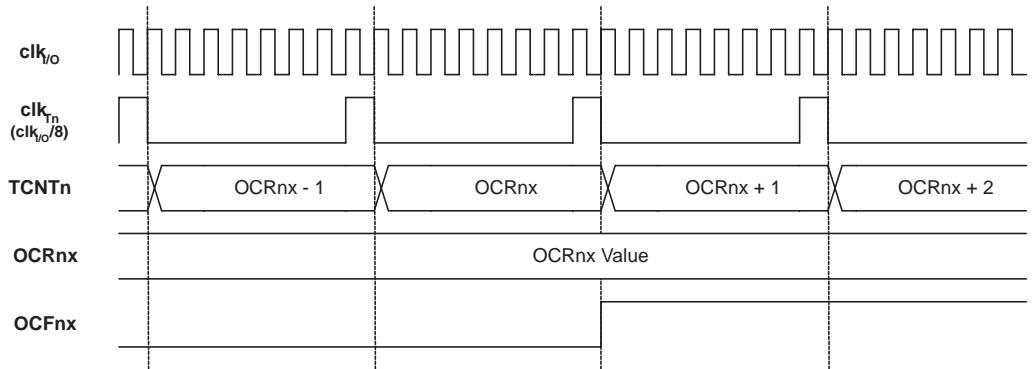 clkI/O
clkTn
(clkI/O/8)
TCNTn
OCRnx - 1
OCRnx
OCRnx + 1
OCRnx + 2
OCRnx
OCRnx Value
OCFnx